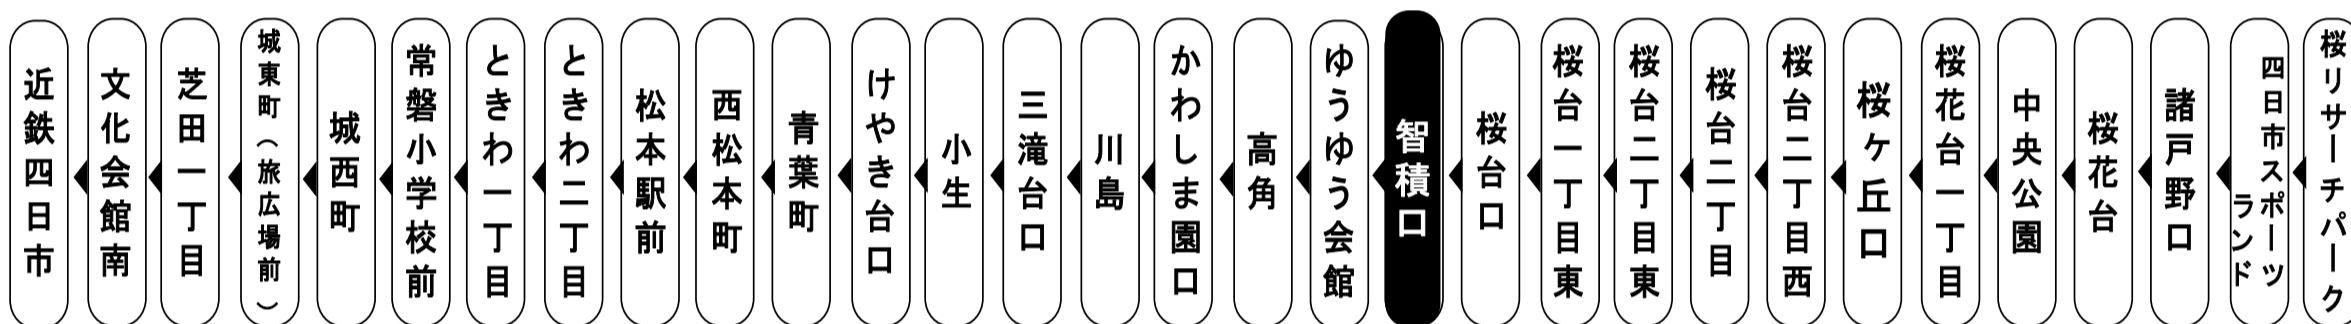 桜リサーチパーク
四日市スポーツ
ランド
諸戸野口
桜花台
中央公園
桜花台一丁目
桜ヶ丘口
桜台二丁目西
桜台二丁目
桜台二丁目東
桜台一丁目東
桜台口
智積口
ゆうゆう会館
高角
かわしま園口
川島
三滝台口
小生
けやき台口
青葉町
西松本町
松本駅前
ときわ二丁目
ときわ一丁目
常磐小学校前
城西町
城東町（旅広場前）
芝田一丁目
文化会館南
近鉄四日市